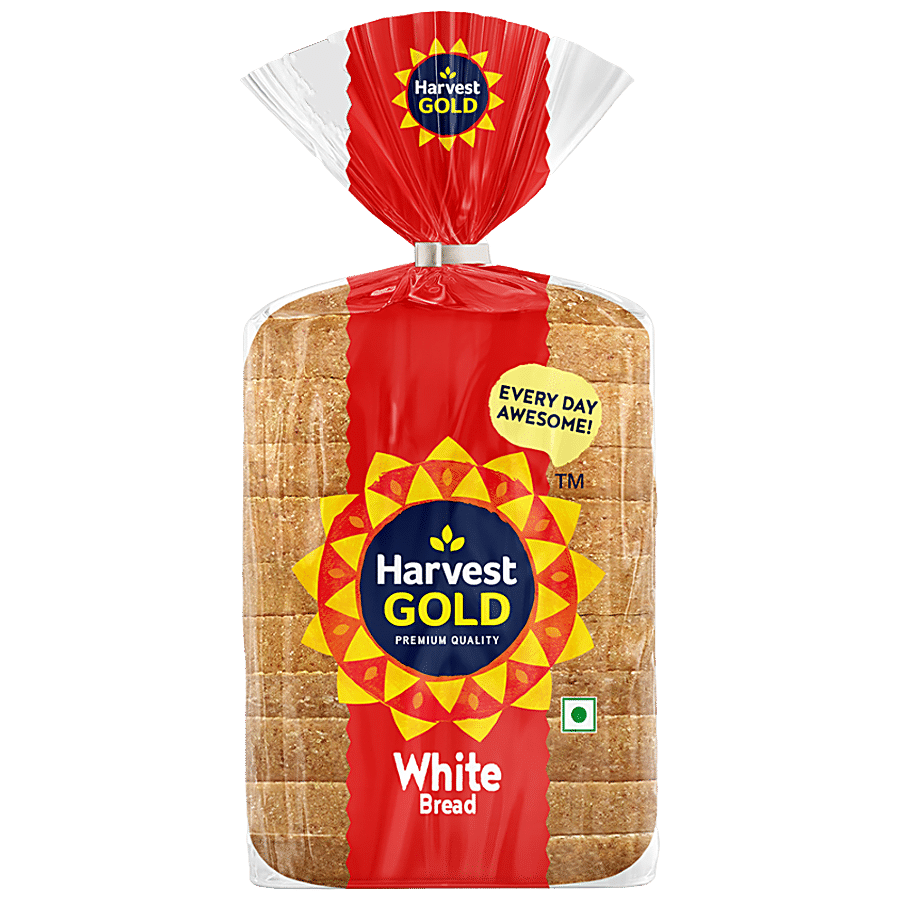 Harvest
GOLD
EVERY DAY
AWESOME!
TM
Harvest
GOLD
PREMIUM QUALITY
White
Bread